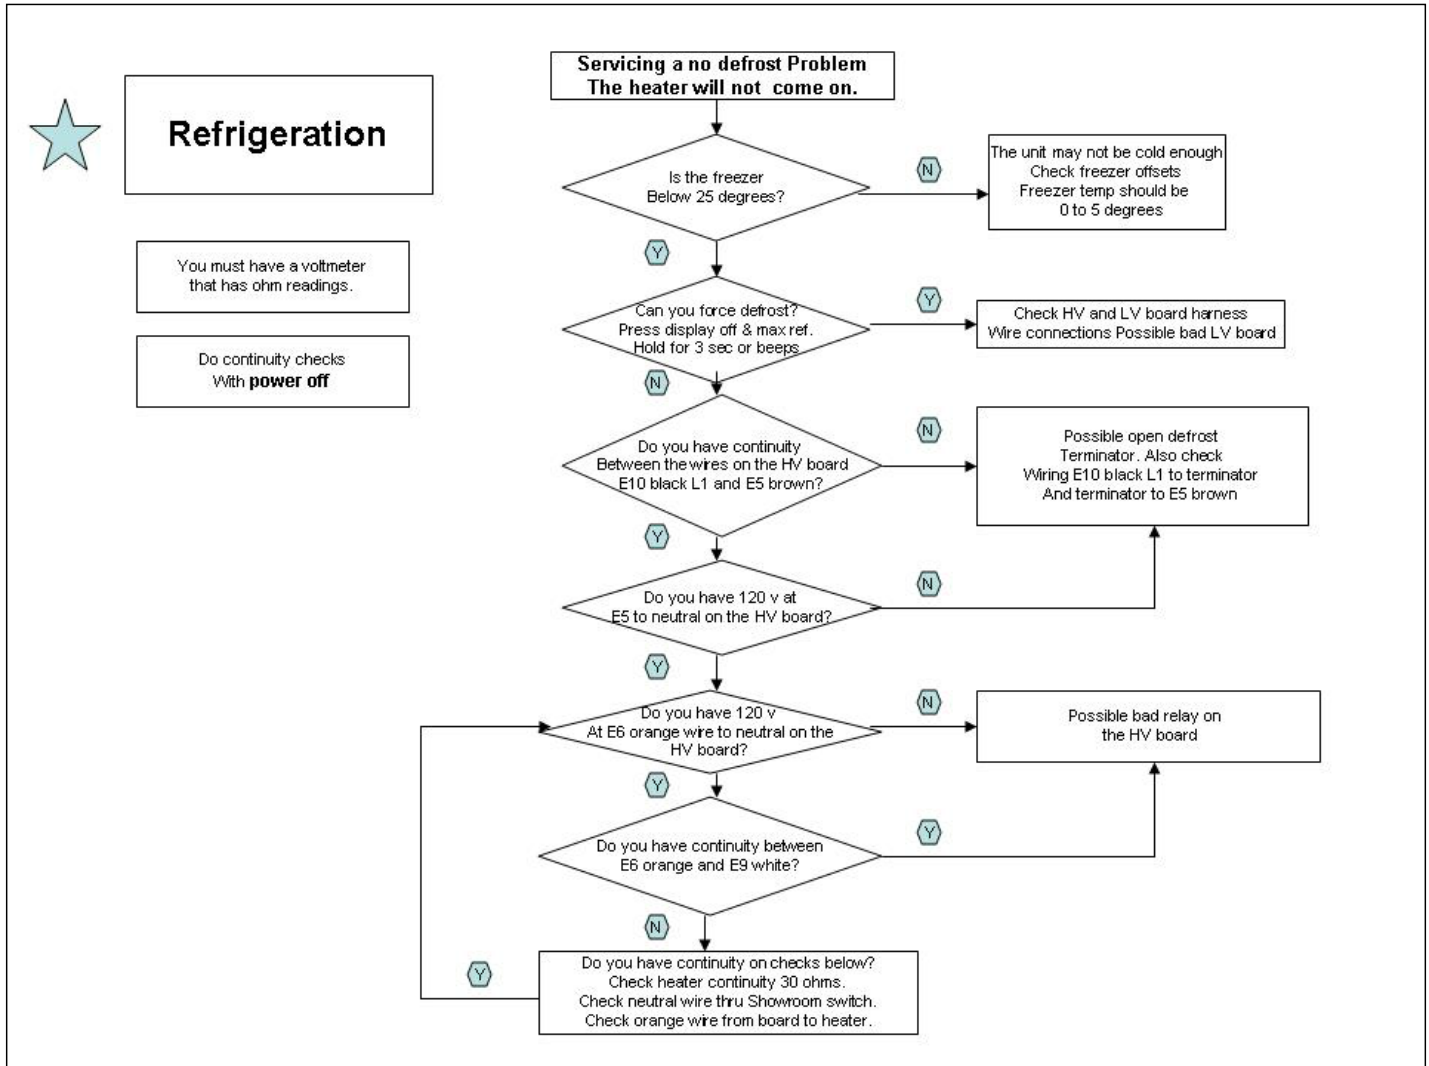 Servicing a no defrost Problem
The heater will not come on.
Refrigeration
You must have a voltmeter
that has ohm readings.
Do continuity checks
With power off
Is the freezer
Below 25 degrees?
N
The unit may not be cold enough
Check freezer offsets
Freezer temp should be
0 to 5 degrees
Y
Can you force defrost?
Press display off & max ref.
Hold for 3 sec or beeps
Y
Check HV and LV board harness
Wire connections Possible bad LV board
N
Do you have continuity
Between the wires on the HV board
E10 black L1 and E5 brown?
N
Possible open defrost
Terminator. Also check
Wiring E10 black L1 to terminator
And terminator to E5 brown
Y
Do you have 120 v at
E5 to neutral on the HV board?
N
Y
Do you have 120 v
At E6 orange wire to neutral on the
HV board?
N
Possible bad relay on
the HV board
Y
Do you have continuity between
E6 orange and E9 white?
Y
N
Do you have continuity on checks below?
Check heater continuity 30 ohms.
Check neutral wire thru Showroom switch.
Check orange wire from board to heater.
Y